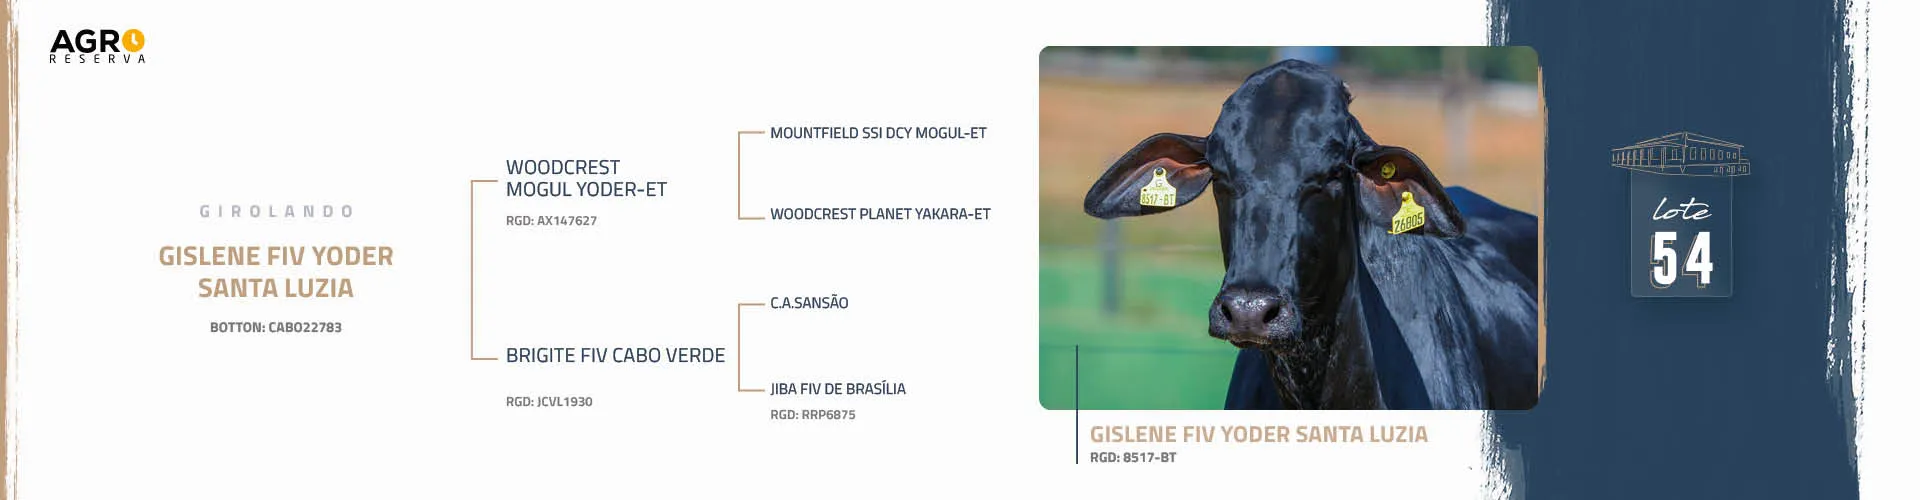 AGRO
RESERVA
GIROLANDO
GISLENE FIV YODER
SANTA LUZIA
BOTTON: CABO22783
WOODCREST
MOGUL YODER-ET
RGD: AX147627
BRIGITE FIV CABO VERDE
RGD: JCVL1930
MOUNTFIELD SSI DCY MOGUL-ET
WOODCREST PLANET YAKARA-ET
C.A.SANSÃO
JIBA FIV DE BRASÍLIA
RGD: RRP6875
G
8517-BT
26805
GISLENE FIV YODER SANTA LUZIA
RGD: 8517-BT
lote
54